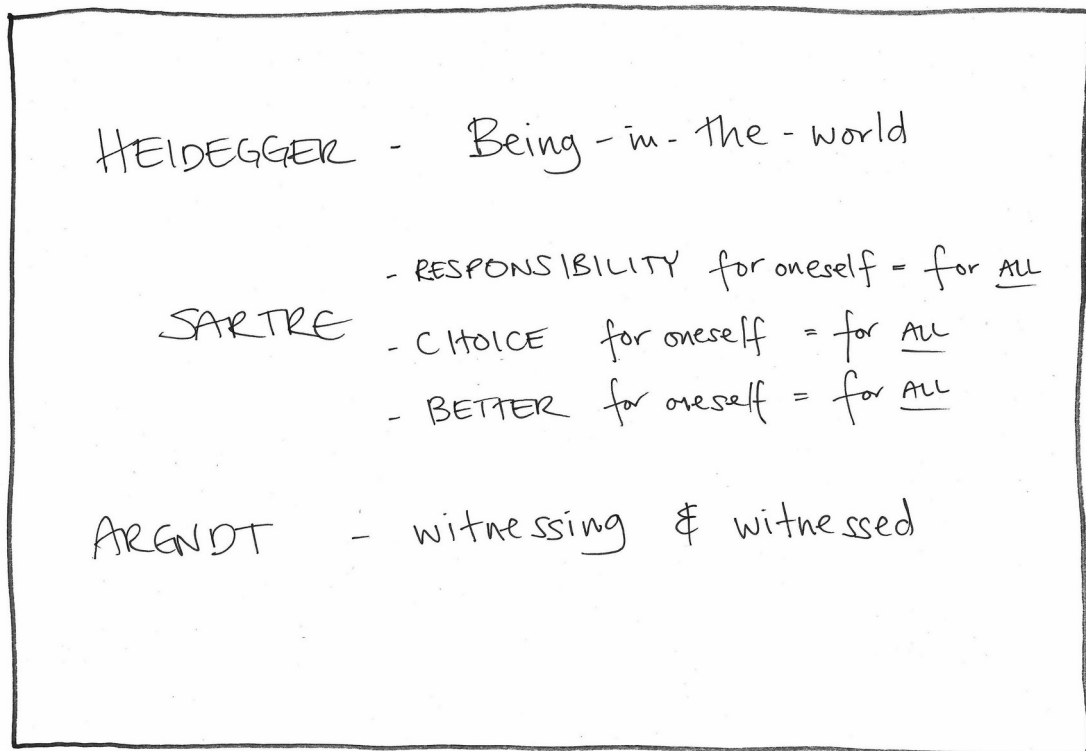 HEIDEGGER - Being-in-the-world
- RESPONSIBILITY for oneself = for ALL
SARTRE
- CHOICE for oneself = for ALL
- BETTER for oneself = for ALL
ARENDT - witnessing & witnessed